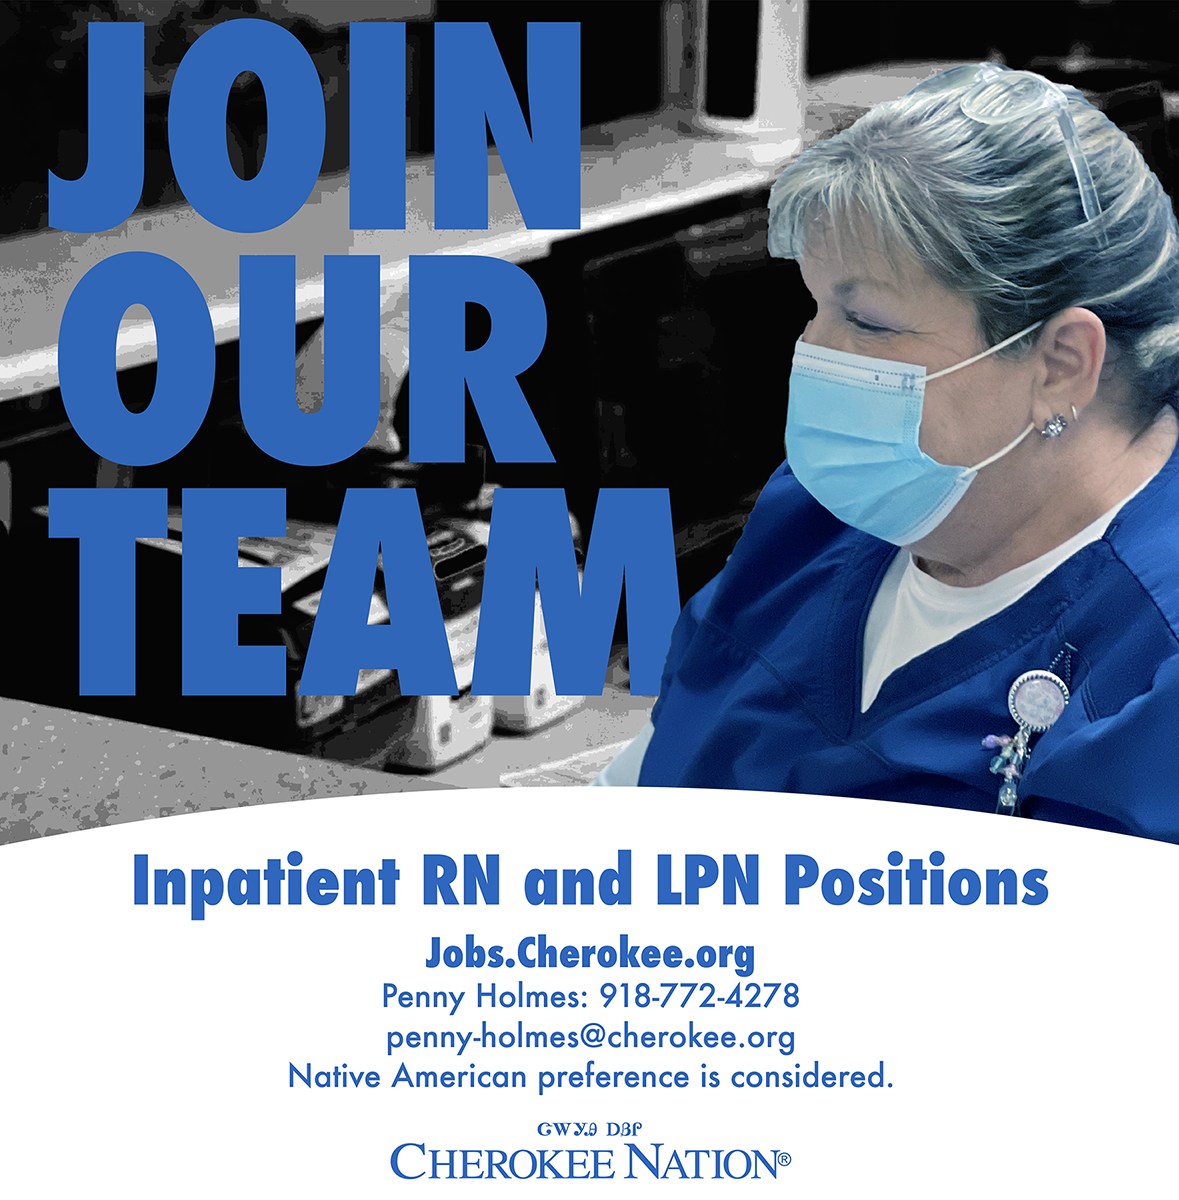 JOIN
OUR
TEAM
Inpatient RN and LPN Positions
Jobs.Cherokee.org
Penny Holmes: 918-772-4278
penny-holmes@cherokee.org
Native American preference is considered.
ᏣᎳᎩᎯ ᎠᏰᎵ
CHEROKEE NATION®